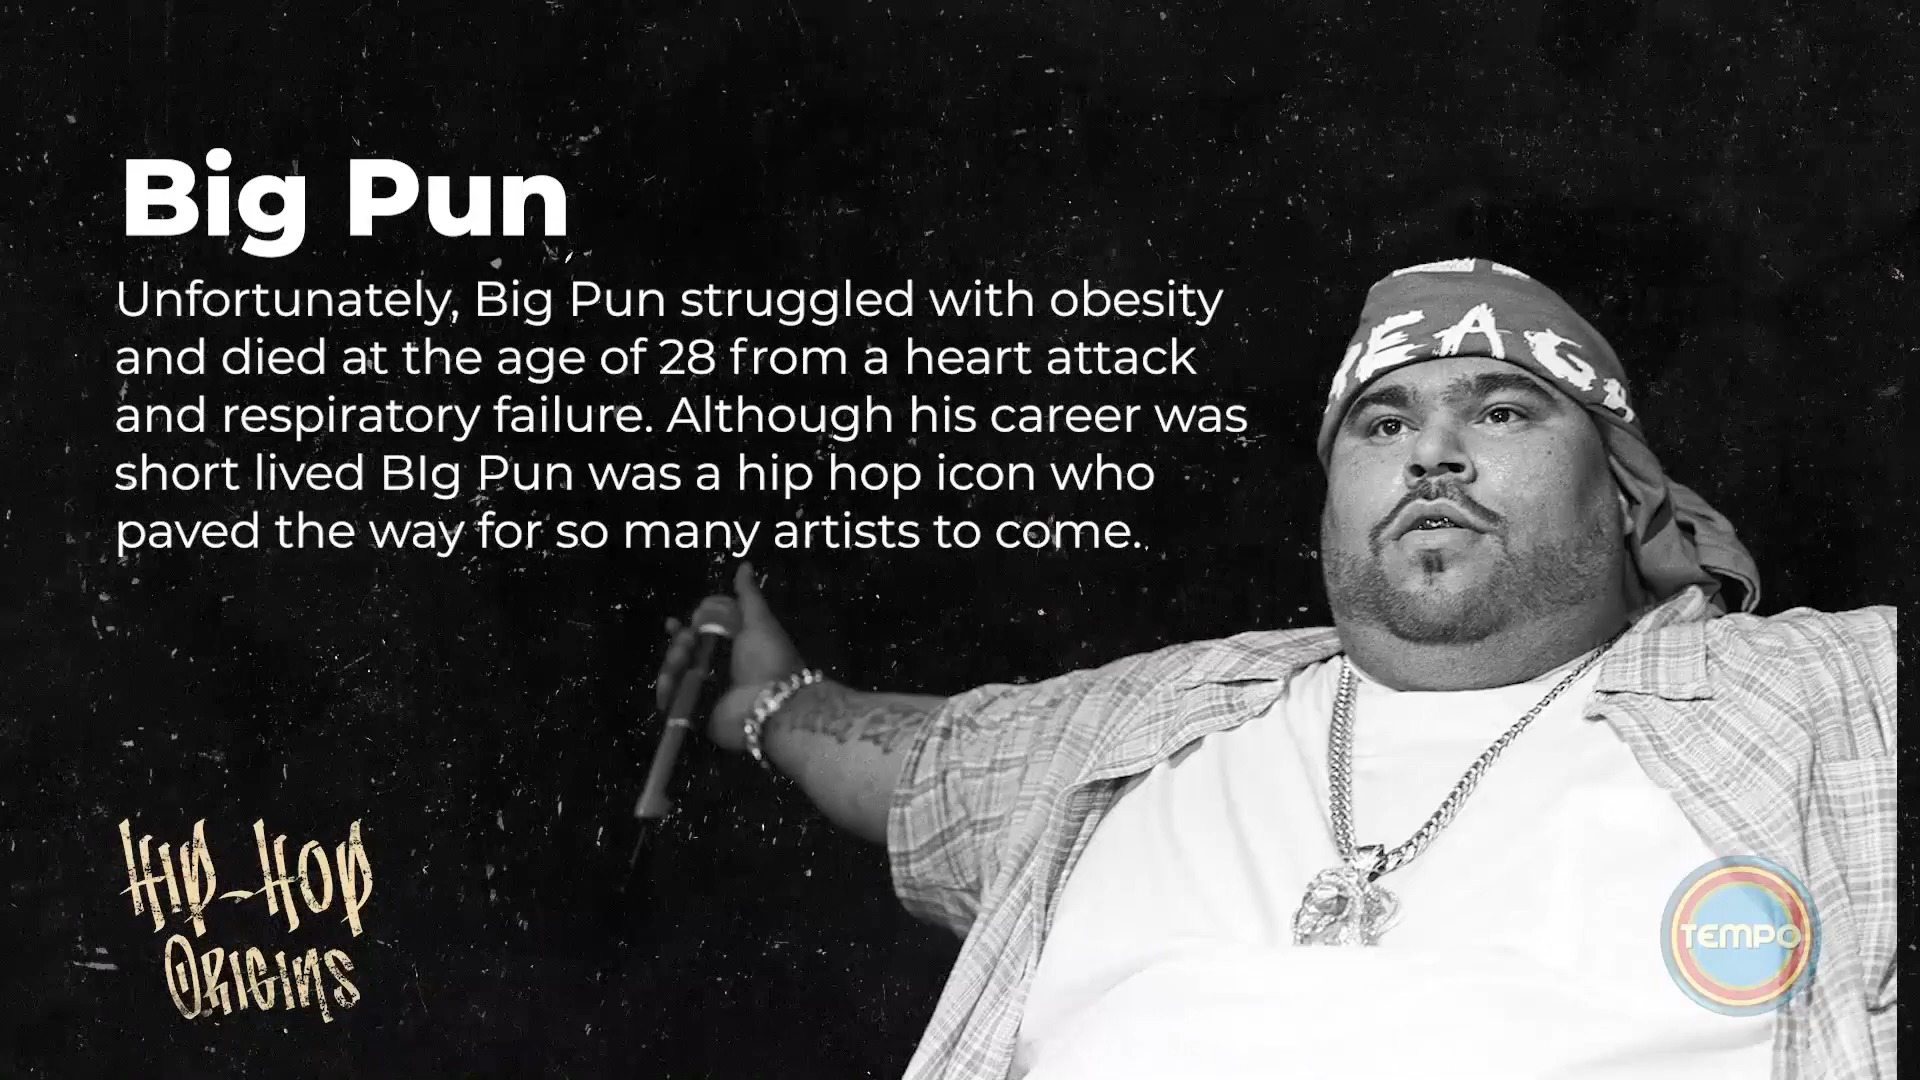 Big Pun
Unfortunately, Big Pun struggled with obesity
and died at the age of 28 from a heart attack
and respiratory failure. Although his career was
short lived BIg Pun was a hip hop icon who
paved the way for so many artists to come.
HIP-HOP
ORIGINS
TEMPO